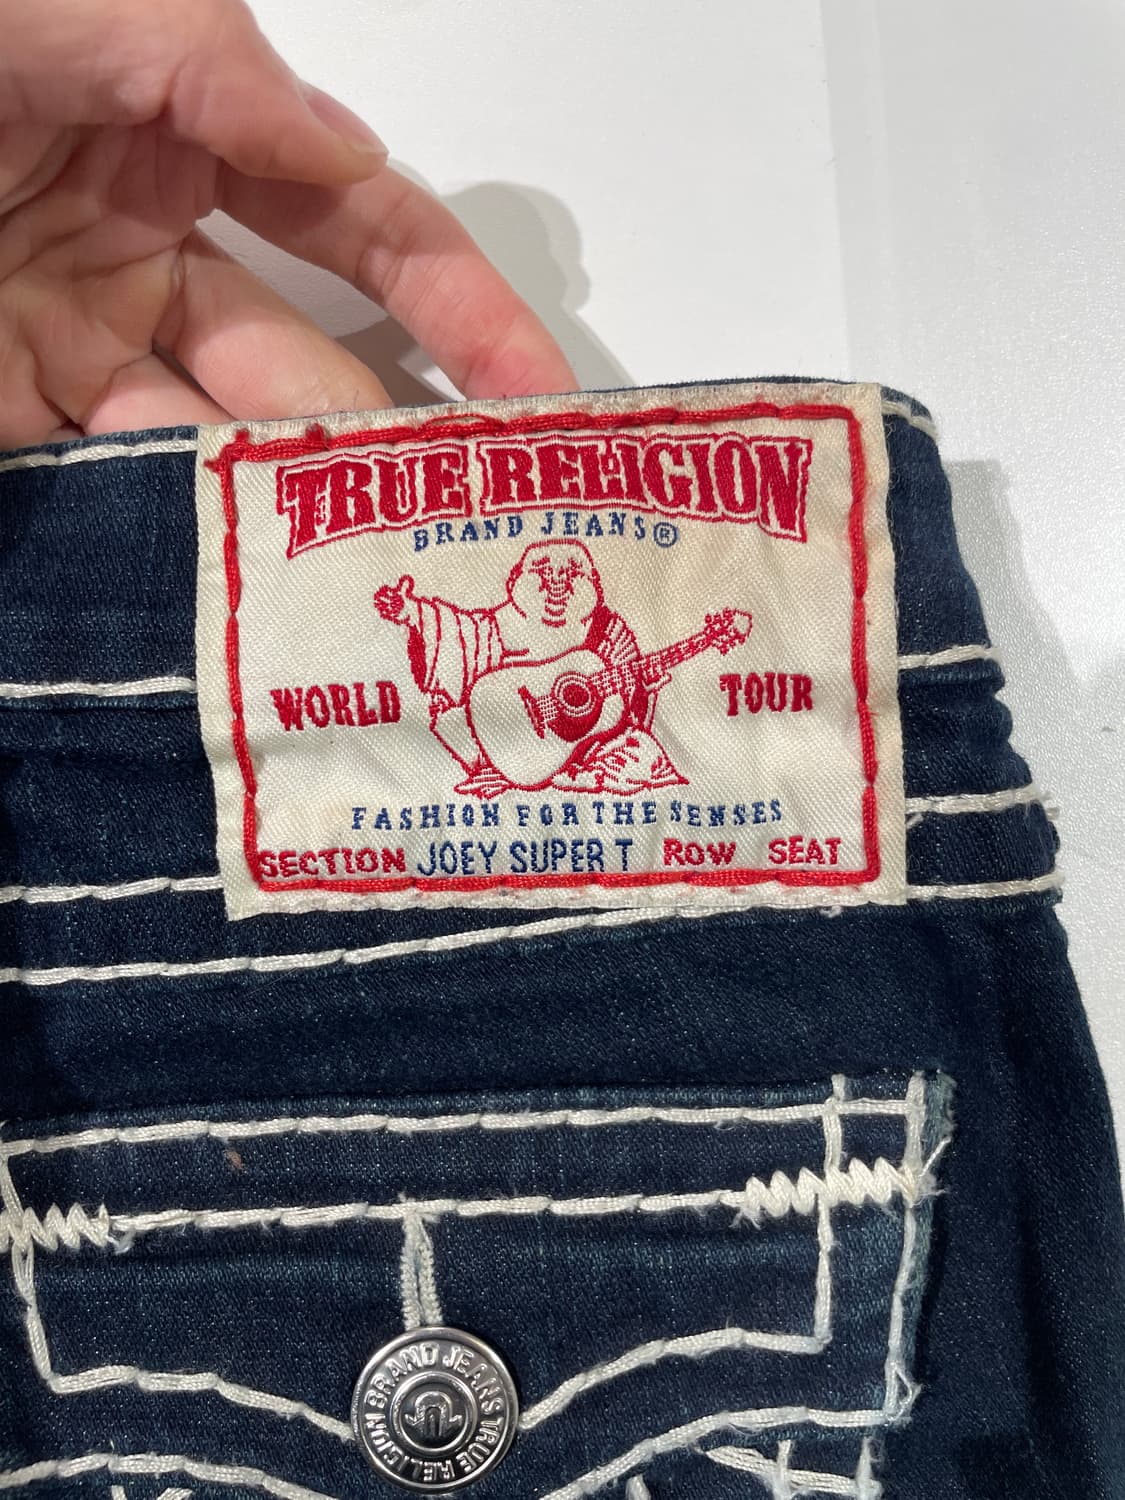 TRUE RELIGION
BRAND JEANS®
WORLD TOUR
FASHION FOR THE SENSES
SECTION JOEY SUPER T ROW SEAT
BRAND JEANS TRUE RELIGION